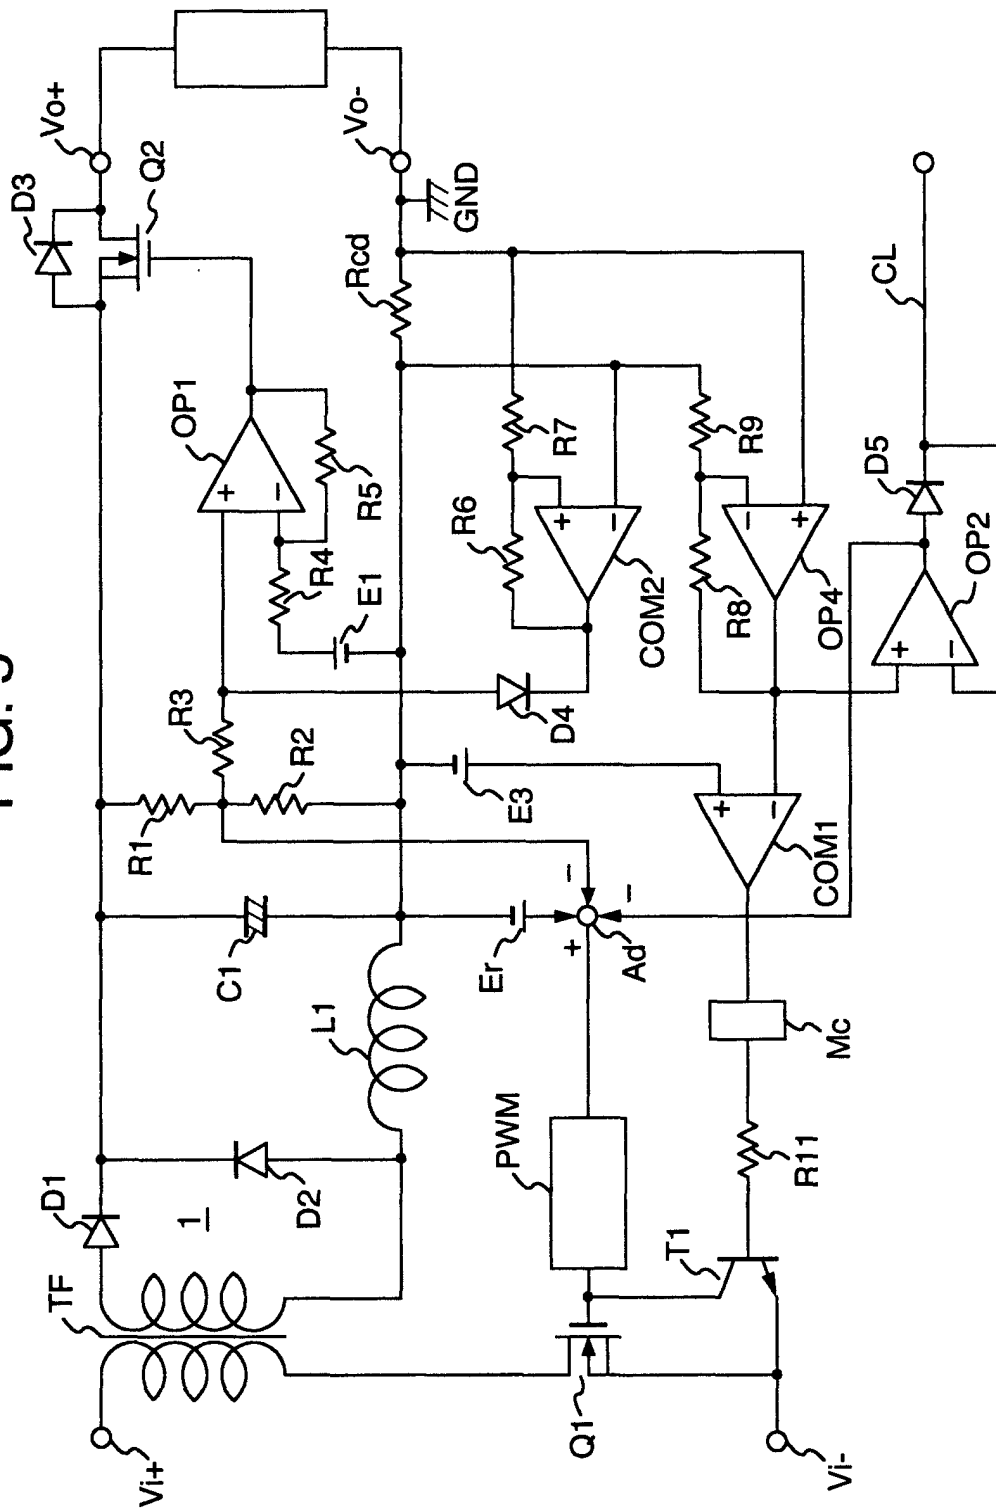 FIG.
D3
Vo+
TF
D1
R1
Q2
Vi+
1
R3
OP1
C1
+
-
D2
R2
R5
L1
R4
E1
Rcd
Vo-
GND
Er
E3
R6
R7
D4
+
-
PWM
+
-
-
Ad
COM2
Q1
T1
R8
R9
-
+
+
-
OP4
COM1
R11
Mc
Vi-
D5
CL
+
-
OP2